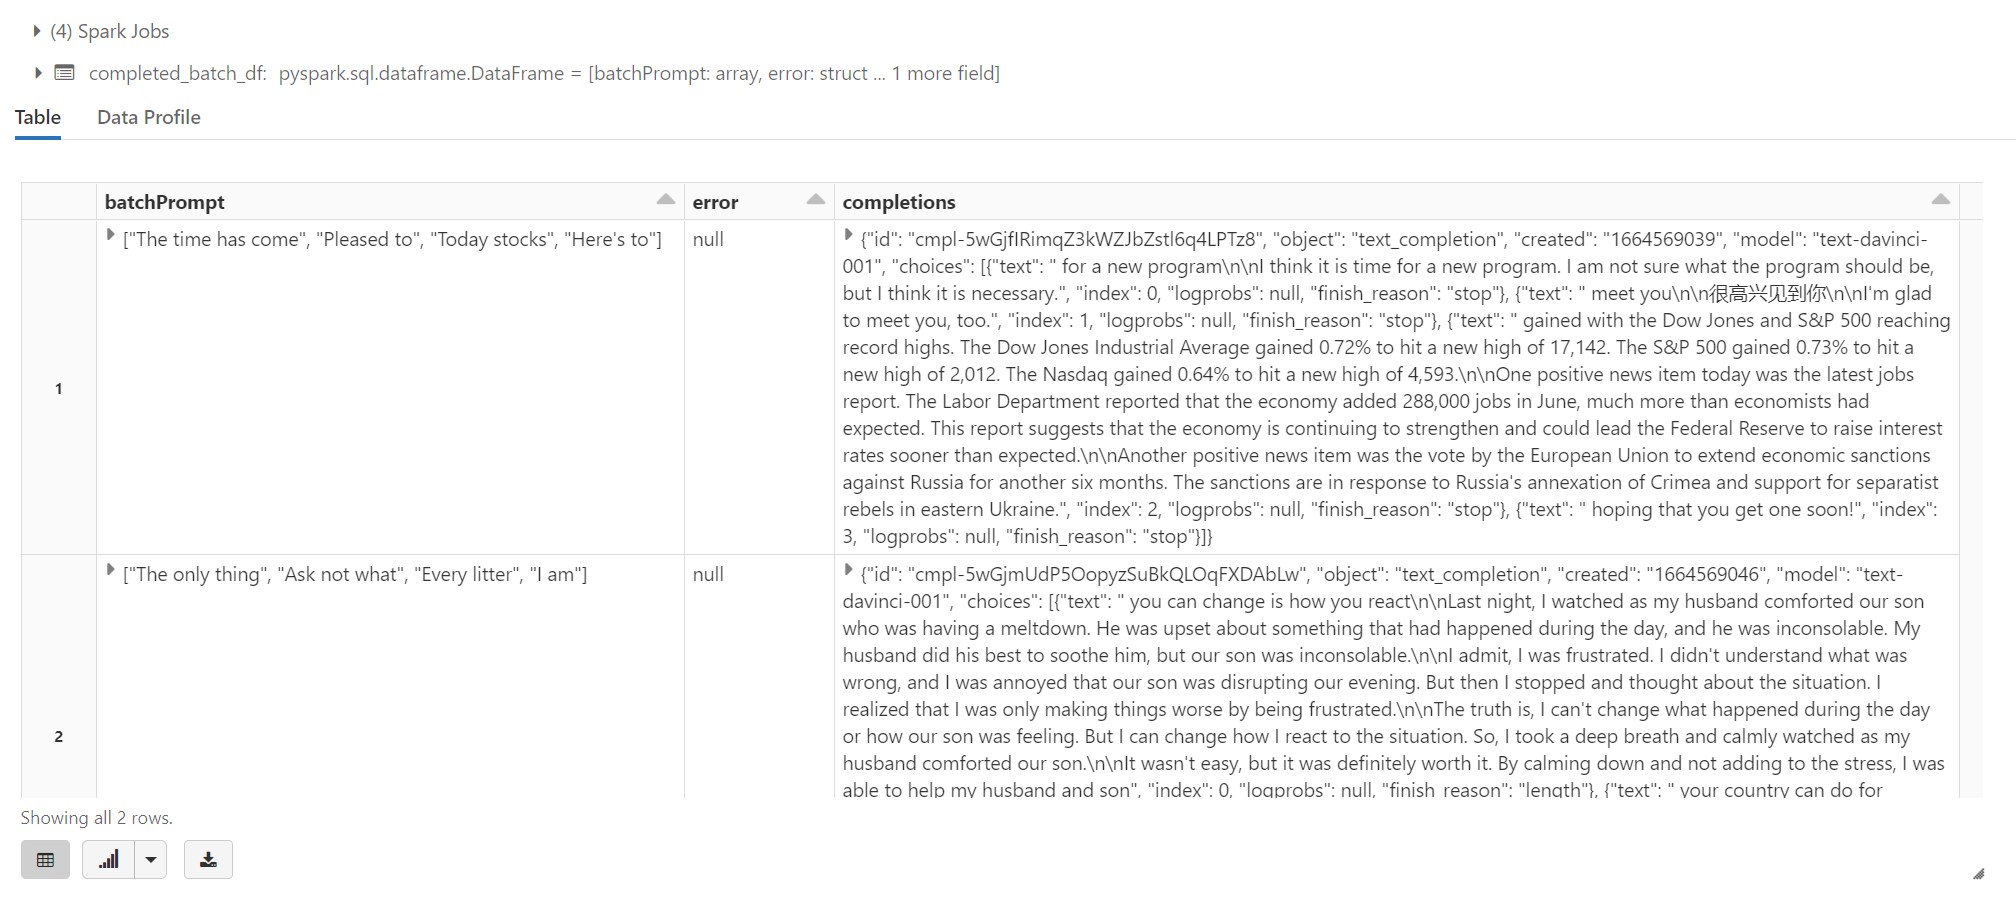 (4) Spark Jobs
completed_batch_df: pyspark.sql.dataframe.DataFrame = [batchPrompt: array, error: struct ... 1 more field]
Table Data Profile
batchPrompt error completions
["The time has come", "Pleased to", "Today stocks", "Here's to"] null {"id": "cmpl-5wGjfIRimqZ3kWZJbZstl6q4LPTz8", "object": "text_completion", "created": "1664569039", "model": "text-davinci-
001", "choices": [{"text": " for a new program\n\nI think it is time for a new program. I am not sure what the program should be,
but I think it is necessary.", "index": 0, "logprobs": null, "finish_reason": "stop"}, {"text": " meet you\n\n很高兴见到你\n\nI'm glad
to meet you, too.", "index": 1, "logprobs": null, "finish_reason": "stop"}, {"text": " gained with the Dow Jones and S&P 500 reaching
record highs. The Dow Jones Industrial Average gained 0.72% to hit a new high of 17,142. The S&P 500 gained 0.73% to hit a
new high of 2,012. The Nasdaq gained 0.64% to hit a new high of 4,593.\n\nOne positive news item today was the latest jobs
1 report. The Labor Department reported that the economy added 288,000 jobs in June, much more than economists had
expected. This report suggests that the economy is continuing to strengthen and could lead the Federal Reserve to raise interest
rates sooner than expected.\n\nAnother positive news item was the vote by the European Union to extend economic sanctions
against Russia for another six months. The sanctions are in response to Russia's annexation of Crimea and support for separatist
rebels in eastern Ukraine.", "index": 2, "logprobs": null, "finish_reason": "stop"}, {"text": " hoping that you get one soon!", "index":
3, "logprobs": null, "finish_reason": "stop"}]}
["The only thing", "Ask not what", "Every litter", "I am"] null {"id": "cmpl-5wGjmUdP5OopyzSuBkQLOqFXDAbLw", "object": "text_completion", "created": "1664569046", "model": "text-
davinci-001", "choices": [{"text": " you can change is how you react\n\nLast night, I watched as my husband comforted our son
who was having a meltdown. He was upset about something that had happened during the day, and he was inconsolable. My
husband did his best to soothe him, but our son was inconsolable.\n\nI admit, I was frustrated. I didn't understand what was
wrong, and I was annoyed that our son was disrupting our evening. But then I stopped and thought about the situation. I
realized that I was only making things worse by being frustrated.\n\nThe truth is, I can't change what happened during the day
2 or how our son was feeling. But I can change how I react to the situation. So, I took a deep breath and calmly watched as my
husband comforted our son.\n\nIt wasn't easy, but it was definitely worth it. By calming down and not adding to the stress, I was
able to help my husband and son", "index": 0, "logprobs": null, "finish_reason": "length"}, {"text": " your country can do for
Showing all 2 rows.